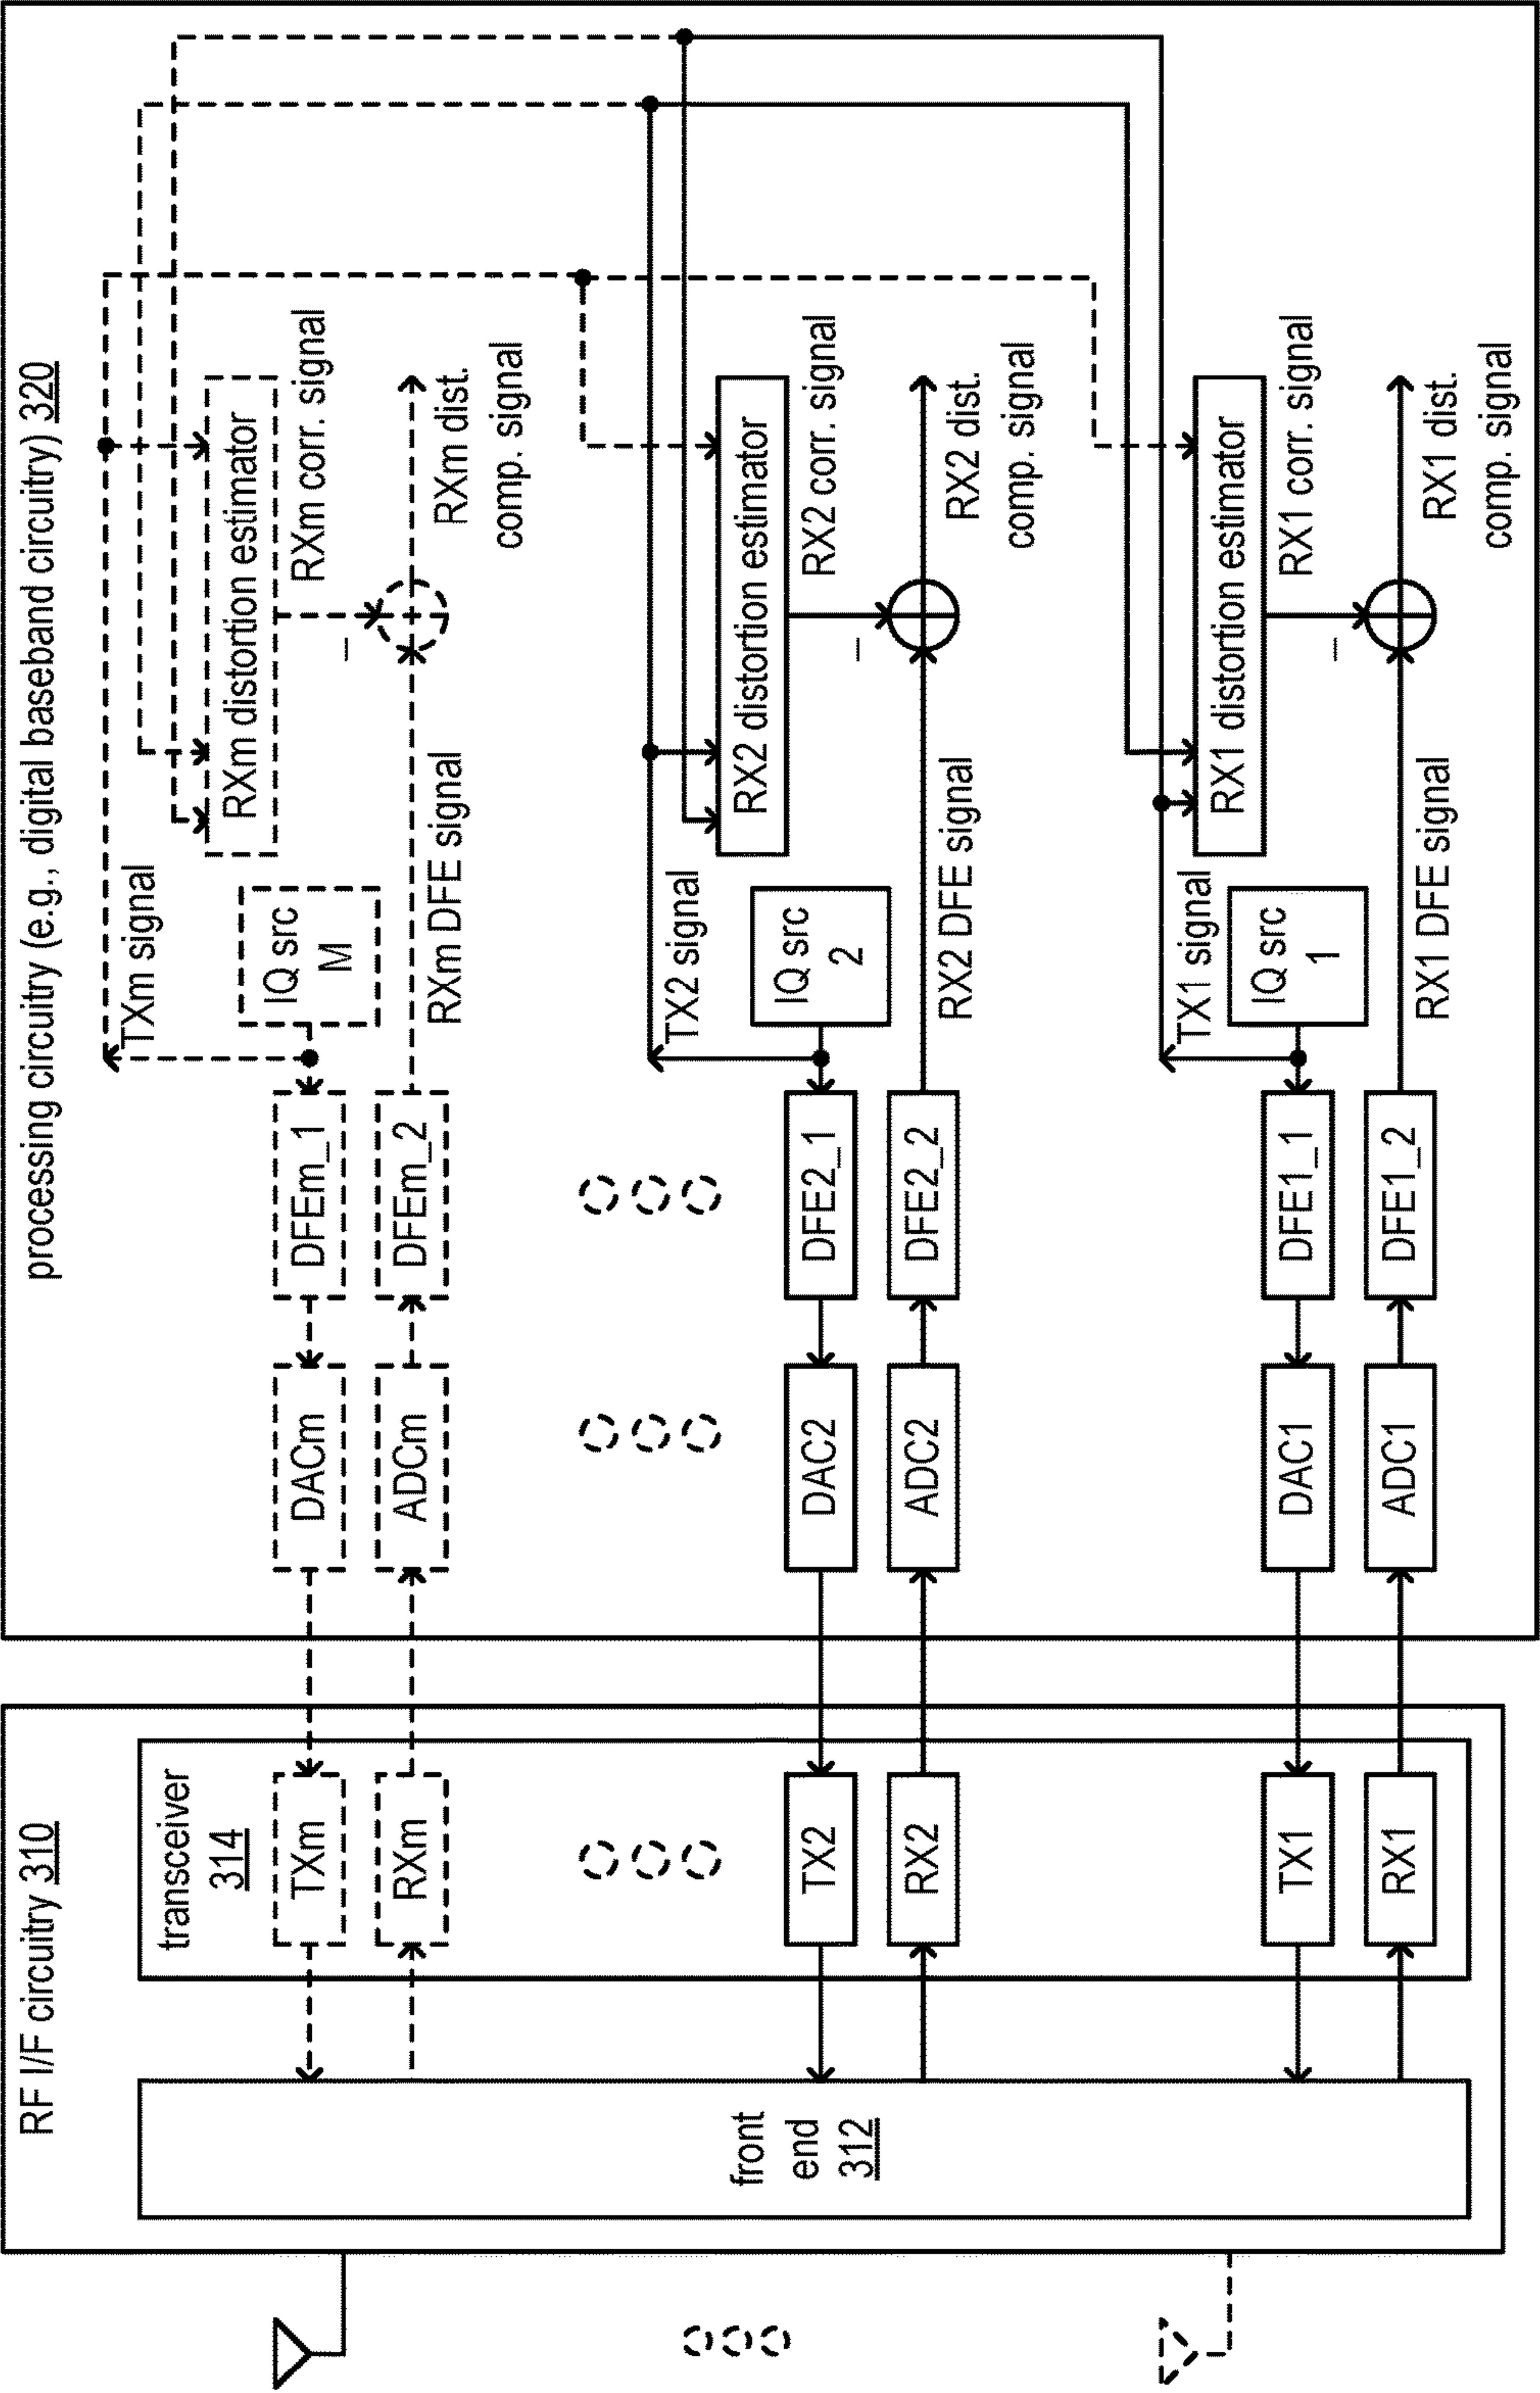 RF I/F circuitry 310
processing circuitry (e.g., digital baseband circuitry) 320
transceiver
314
front
end
312
TXm
RXm
DACm
ADCm
DFEm_1
DFEm_2
TXm signal
IQ src
M
RXm DFE signal
RXm distortion estimator
RXm corr. signal
–
RXm dist.
comp. signal
TX2
RX2
DAC2
ADC2
DFE2_1
DFE2_2
TX2 signal
IQ src
2
RX2 DFE signal
RX2 distortion estimator
RX2 corr. signal
–
RX2 dist.
comp. signal
TX1
RX1
DAC1
ADC1
DFE1_1
DFE1_2
TX1 signal
IQ src
1
RX1 DFE signal
RX1 distortion estimator
RX1 corr. signal
–
RX1 dist.
comp. signal